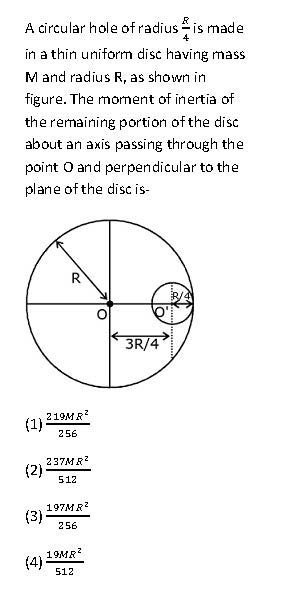 A circular hole of radius R/4 is made
in a thin uniform disc having mass
M and radius R, as shown in
figure. The moment of inertia of
the remaining portion of the disc
about an axis passing through the
point O and perpendicular to the
plane of the disc is-
R
R/4
O
O'
3R/4
(1) 219MR²/256
(2) 237MR²/512
(3) 197MR²/256
(4) 19MR²/512